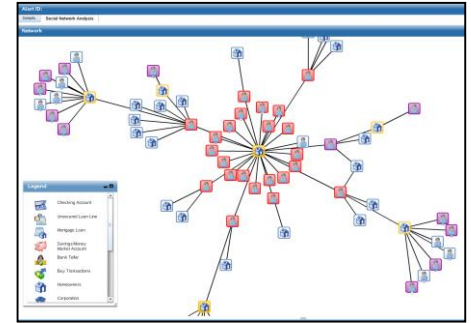 Alert ID:
Details
Social Network Analysis
Network
Legend
Checking Account
Unsecured Loan Line
Mortgage Loan
Savings/Money
Market Account
Bank Teller
Buy Transactions
Homeowners
Corporation